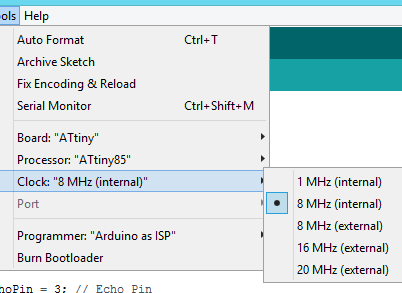 ols Help
Auto Format Ctrl+T
Archive Sketch
Fix Encoding & Reload
Serial Monitor Ctrl+Shift+M
Board: "ATtiny"
Processor: "ATtiny85"
Clock: "8 MHz (internal)"
Port
Programmer: "Arduino as ISP"
Burn Bootloader
1 MHz (internal)
8 MHz (internal)
8 MHz (external)
16 MHz (external)
20 MHz (external)
hoPin = 3; // Echo Pin